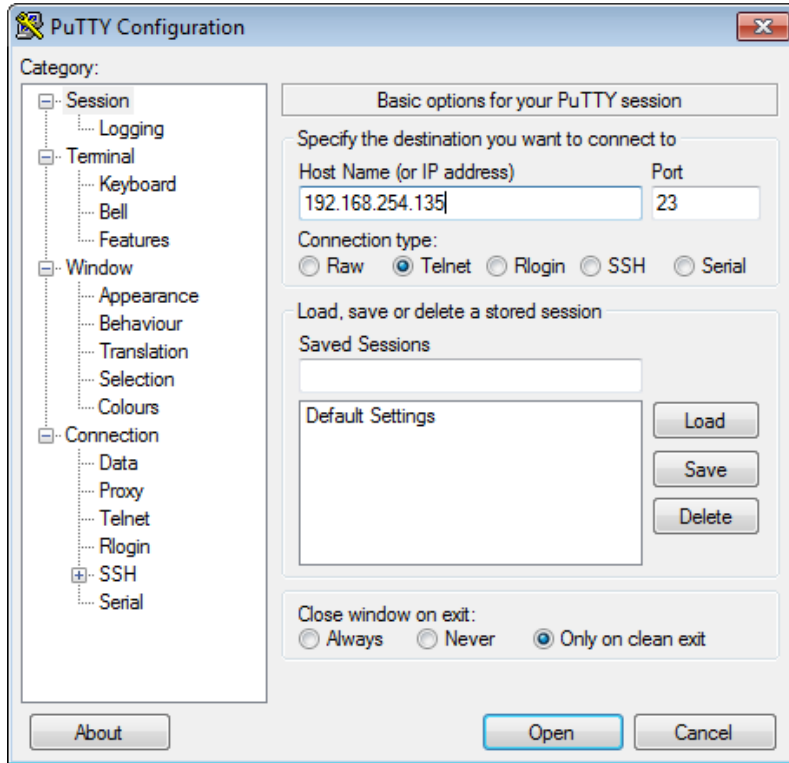 PuTTY Configuration
Category:
Session
Logging
Terminal
Keyboard
Bell
Features
Window
Appearance
Behaviour
Translation
Selection
Colours
Connection
Data
Proxy
Telnet
Rlogin
SSH
Serial
Basic options for your PuTTY session
Specify the destination you want to connect to
Host Name (or IP address) Port
192.168.254.135 23
Connection type:
Raw Telnet Rlogin SSH Serial
Load, save or delete a stored session
Saved Sessions
Default Settings
Load
Save
Delete
Close window on exit:
Always Never Only on clean exit
About Open Cancel